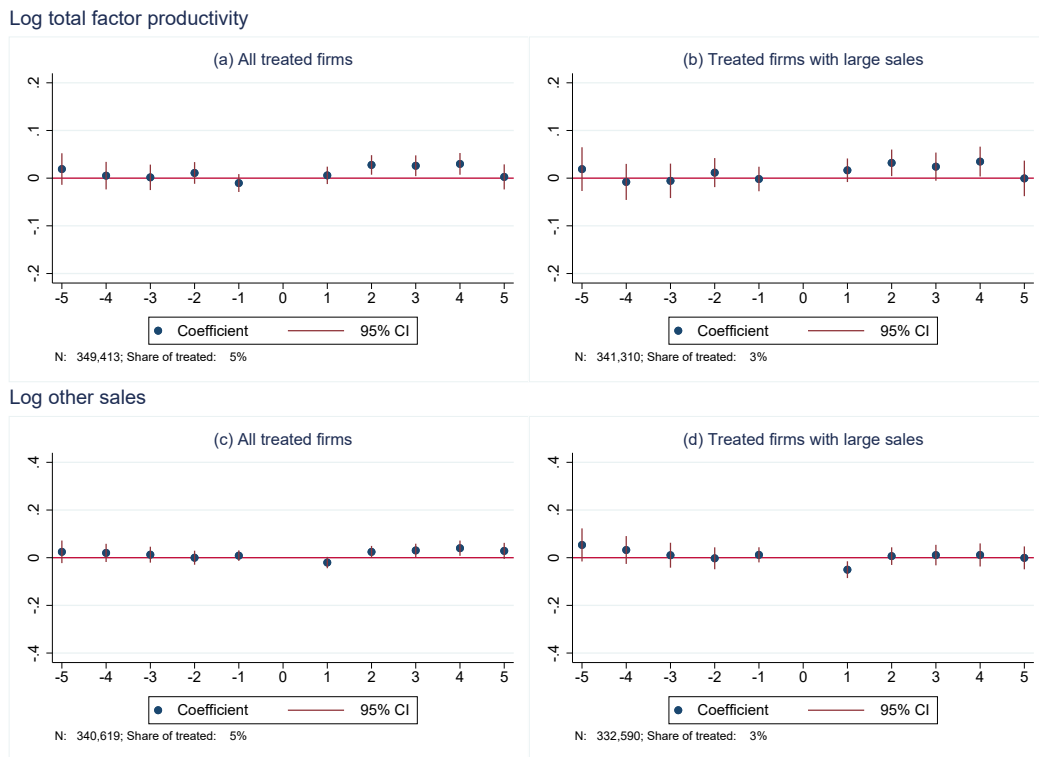 Log total factor productivity
(a) All treated firms
.2
.1
0
-.1
-.2
-5 -4 -3 -2 -1 0 1 2 3 4 5
Coefficient 95% CI
N: 349,413; Share of treated: 5%
(b) Treated firms with large sales
.2
.1
0
-.1
-.2
-5 -4 -3 -2 -1 0 1 2 3 4 5
Coefficient 95% CI
N: 341,310; Share of treated: 3%
Log other sales
(c) All treated firms
.4
.2
0
-.2
-.4
-5 -4 -3 -2 -1 0 1 2 3 4 5
Coefficient 95% CI
N: 340,619; Share of treated: 5%
(d) Treated firms with large sales
.4
.2
0
-.2
-.4
-5 -4 -3 -2 -1 0 1 2 3 4 5
Coefficient 95% CI
N: 332,590; Share of treated: 3%